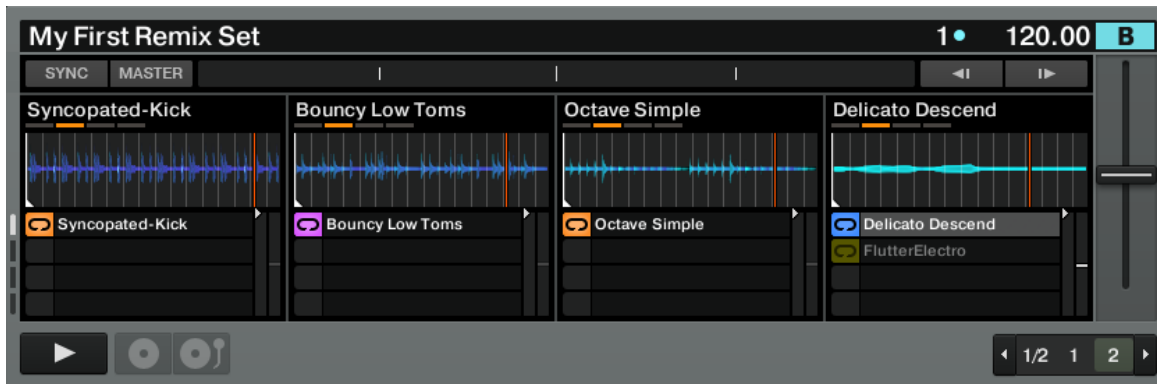 My First Remix Set 1 120.00 B
SYNC MASTER
Syncopated-Kick Bouncy Low Toms Octave Simple Delicato Descend
Syncopated-Kick Bouncy Low Toms Octave Simple Delicato Descend
FlutterElectro
1/2 1 2